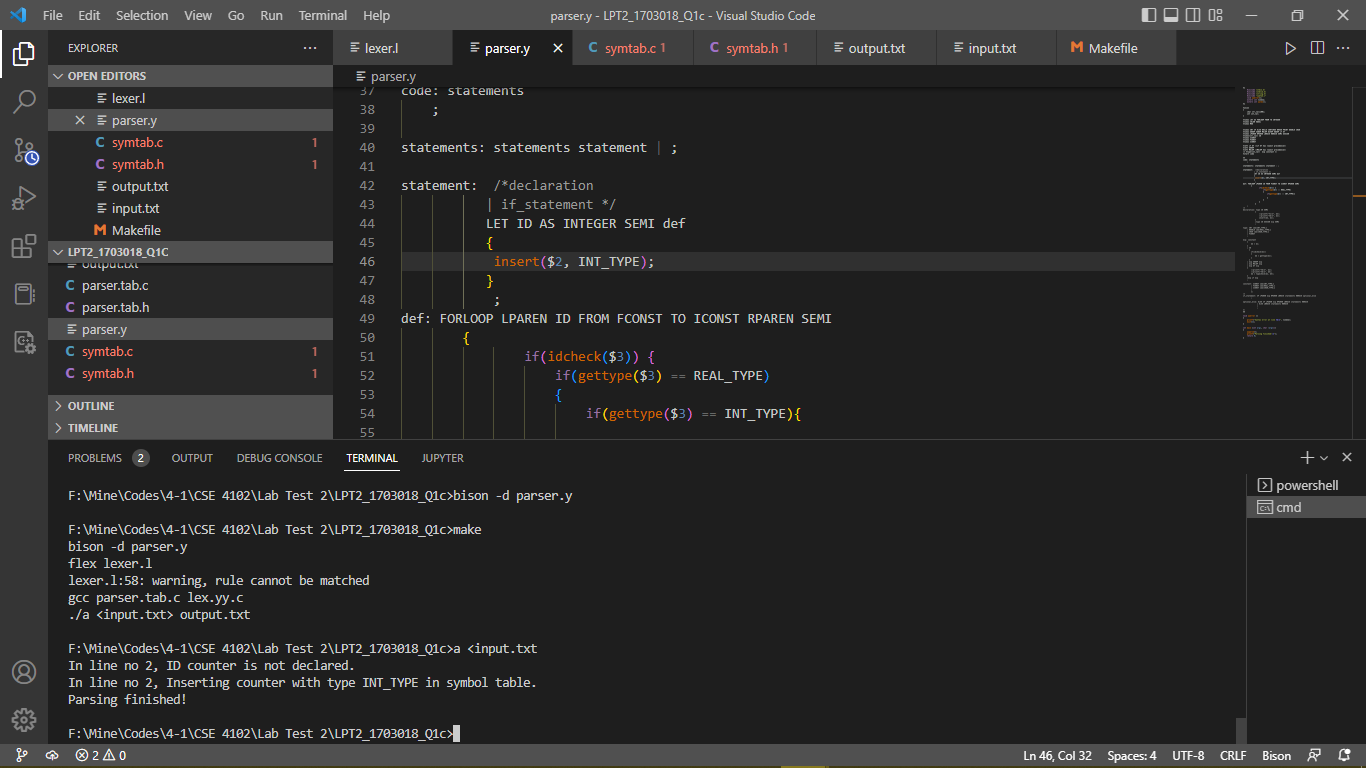 File Edit Selection View Go Run Terminal Help parser.y - LPT2_1703018_Q1c - Visual Studio Code
EXPLORER
OPEN EDITORS
lexer.l
parser.y
symtab.c 1
symtab.h 1
output.txt
input.txt
Makefile
LPT2_1703018_Q1C
output.txt
parser.tab.c
parser.tab.h
parser.y
symtab.c 1
symtab.h 1
OUTLINE
TIMELINE
lexer.l parser.y symtab.c 1 symtab.h 1 output.txt input.txt Makefile
parser.y
37 code: statements
38 ;
39
40 statements: statements statement | ;
41
42 statement: /*declaration
43 | if_statement */
44 LET ID AS INTEGER SEMI def
45 {
46 insert($2, INT_TYPE);
47 }
48 ;
49 def: FORLOOP LPAREN ID FROM FCONST TO ICONST RPAREN SEMI
50 {
51 if(idcheck($3)) {
52 if(gettype($3) == REAL_TYPE)
53 {
54 if(gettype($3) == INT_TYPE){
55
PROBLEMS 2 OUTPUT DEBUG CONSOLE TERMINAL JUPYTER
powershell
cmd
F:\Mine\Codes\4-1\CSE 4102\Lab Test 2\LPT2_1703018_Q1c>bison -d parser.y
F:\Mine\Codes\4-1\CSE 4102\Lab Test 2\LPT2_1703018_Q1c>make
bison -d parser.y
flex lexer.l
lexer.l:58: warning, rule cannot be matched
gcc parser.tab.c lex.yy.c
./a <input.txt> output.txt
F:\Mine\Codes\4-1\CSE 4102\Lab Test 2\LPT2_1703018_Q1c>a <input.txt
In line no 2, ID counter is not declared.
In line no 2, Inserting counter with type INT_TYPE in symbol table.
Parsing finished!
F:\Mine\Codes\4-1\CSE 4102\Lab Test 2\LPT2_1703018_Q1c>
2 0 Ln 46, Col 32 Spaces: 4 UTF-8 CRLF Bison